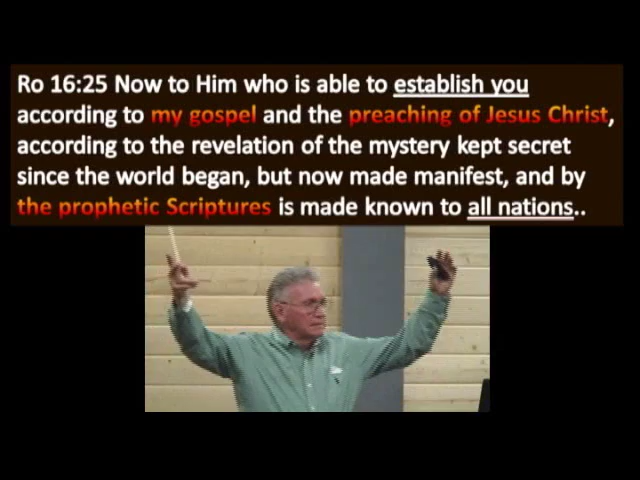 Ro 16:25 Now to Him who is able to establish you
according to my gospel and the preaching of Jesus Christ,
according to the revelation of the mystery kept secret
since the world began, but now made manifest, and by
the prophetic Scriptures is made known to all nations..